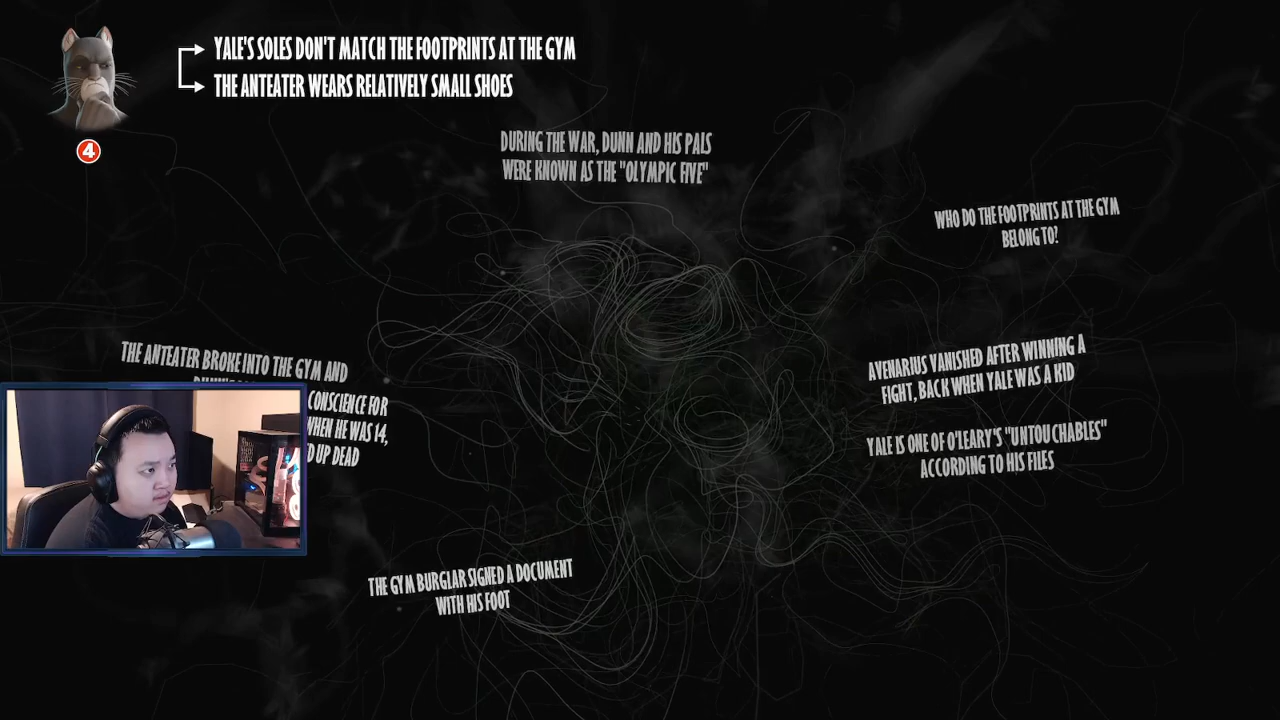 YALE'S SOLES DON'T MATCH THE FOOTPRINTS AT THE GYM
THE ANTEATER WEARS RELATIVELY SMALL SHOES
4
DURING THE WAR, DUNN AND HIS PALS
WERE KNOWN AS THE "OLYMPIC FIVE"
WHO DO THE FOOTPRINTS AT THE GYM
BELONG TO?
THE ANTEATER BROKE INTO THE GYM AND
CONSCIENCE FOR
WHEN HE WAS 14,
UP DEAD
AVENARIUS VANISHED AFTER WINNING A
FIGHT, BACK WHEN YALE WAS A KID
YALE IS ONE OF O'LEARY'S "UNTOUCHABLES"
ACCORDING TO HIS FILES
THE GYM BURGLAR SIGNED A DOCUMENT
WITH HIS FOOT